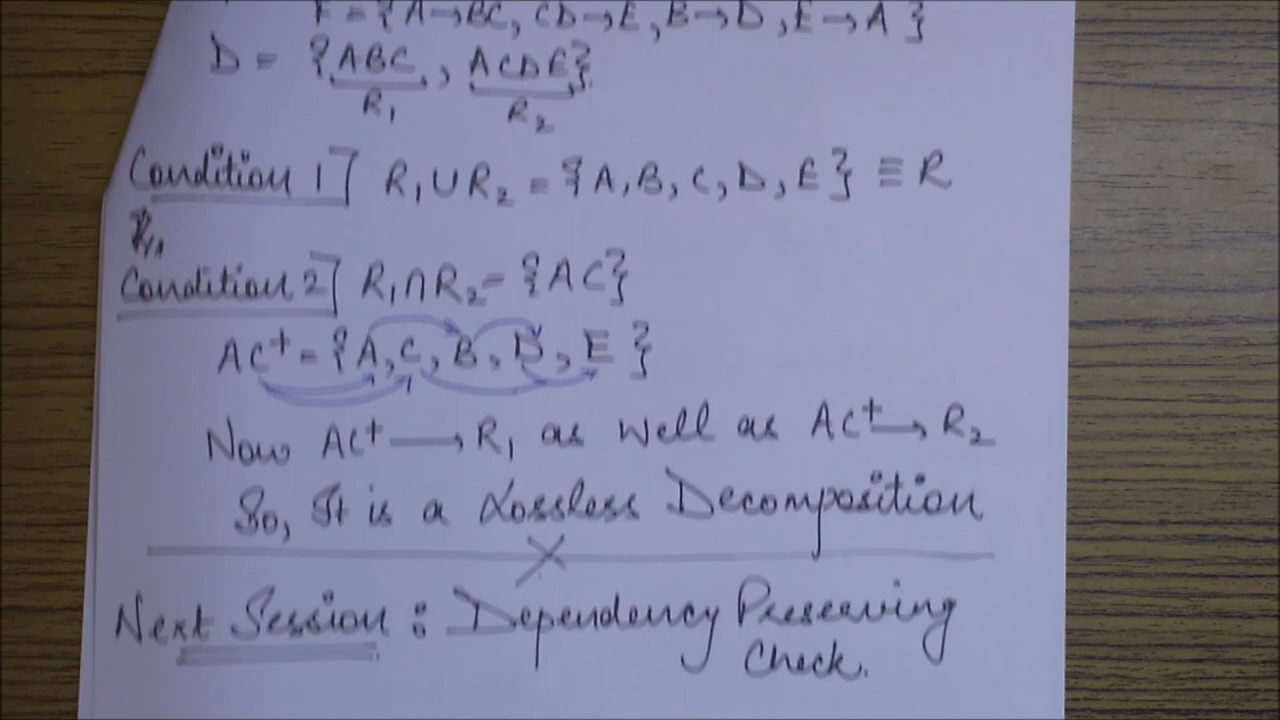 F = {A→BC, CD→E, B→D, E→A}
D = {ABC, ACDE}
R₁ R₂
Condition 1] R₁∪R₂ = {A, B, C, D, E} ≡ R
Condition 2] R₁∩R₂ = {AC}
AC⁺ = {A, C, B, D, E}
Now AC⁺ → R₁ as well as AC⁺ → R₂
So, It is a Lossless Decomposition
X
Next Session : Dependency Preserving
Check.